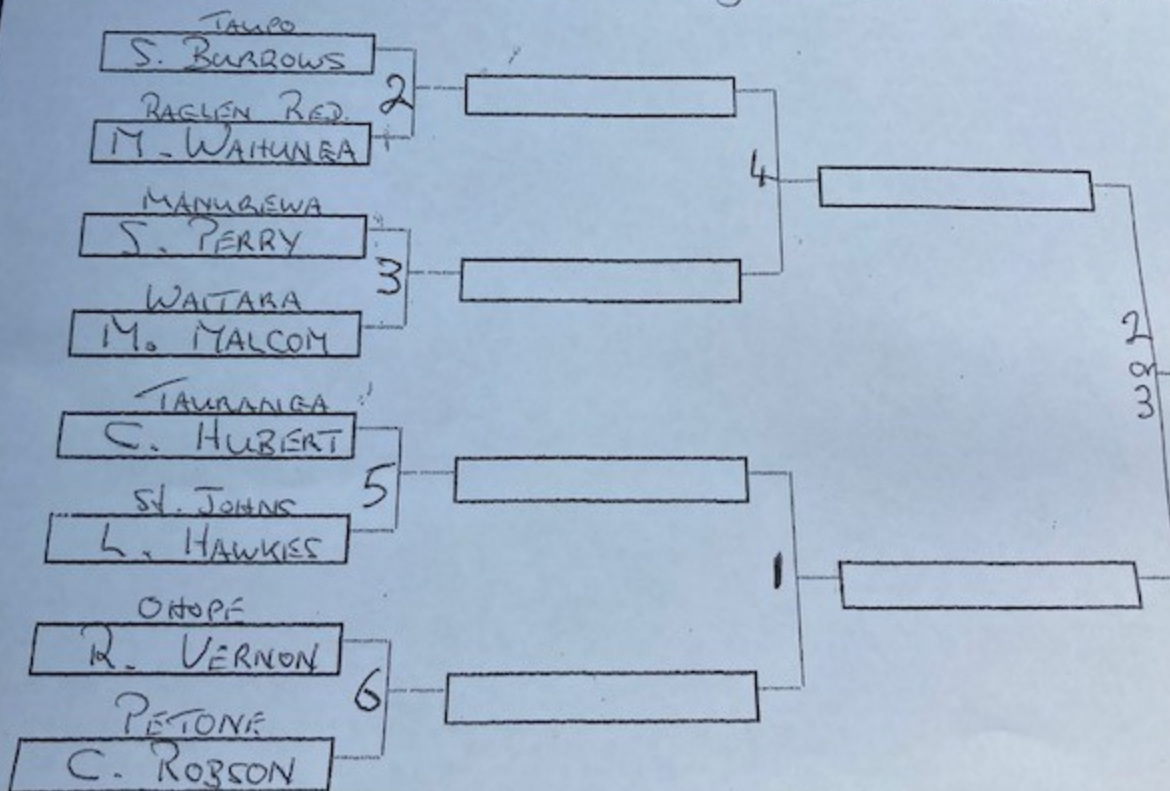 TAUPO
S. BURROWS
2
RAGLEN RED.
M. WAHUNGA
4
MANUREWA
S. PERRY
3
WAITARA
M. MALCOM
2
or
3
TAURANGA
C. HUBERT
5
St. JOHNS
L. HAWKES
1
OHOPE
R. VERNON
6
PETONE
C. ROBSON